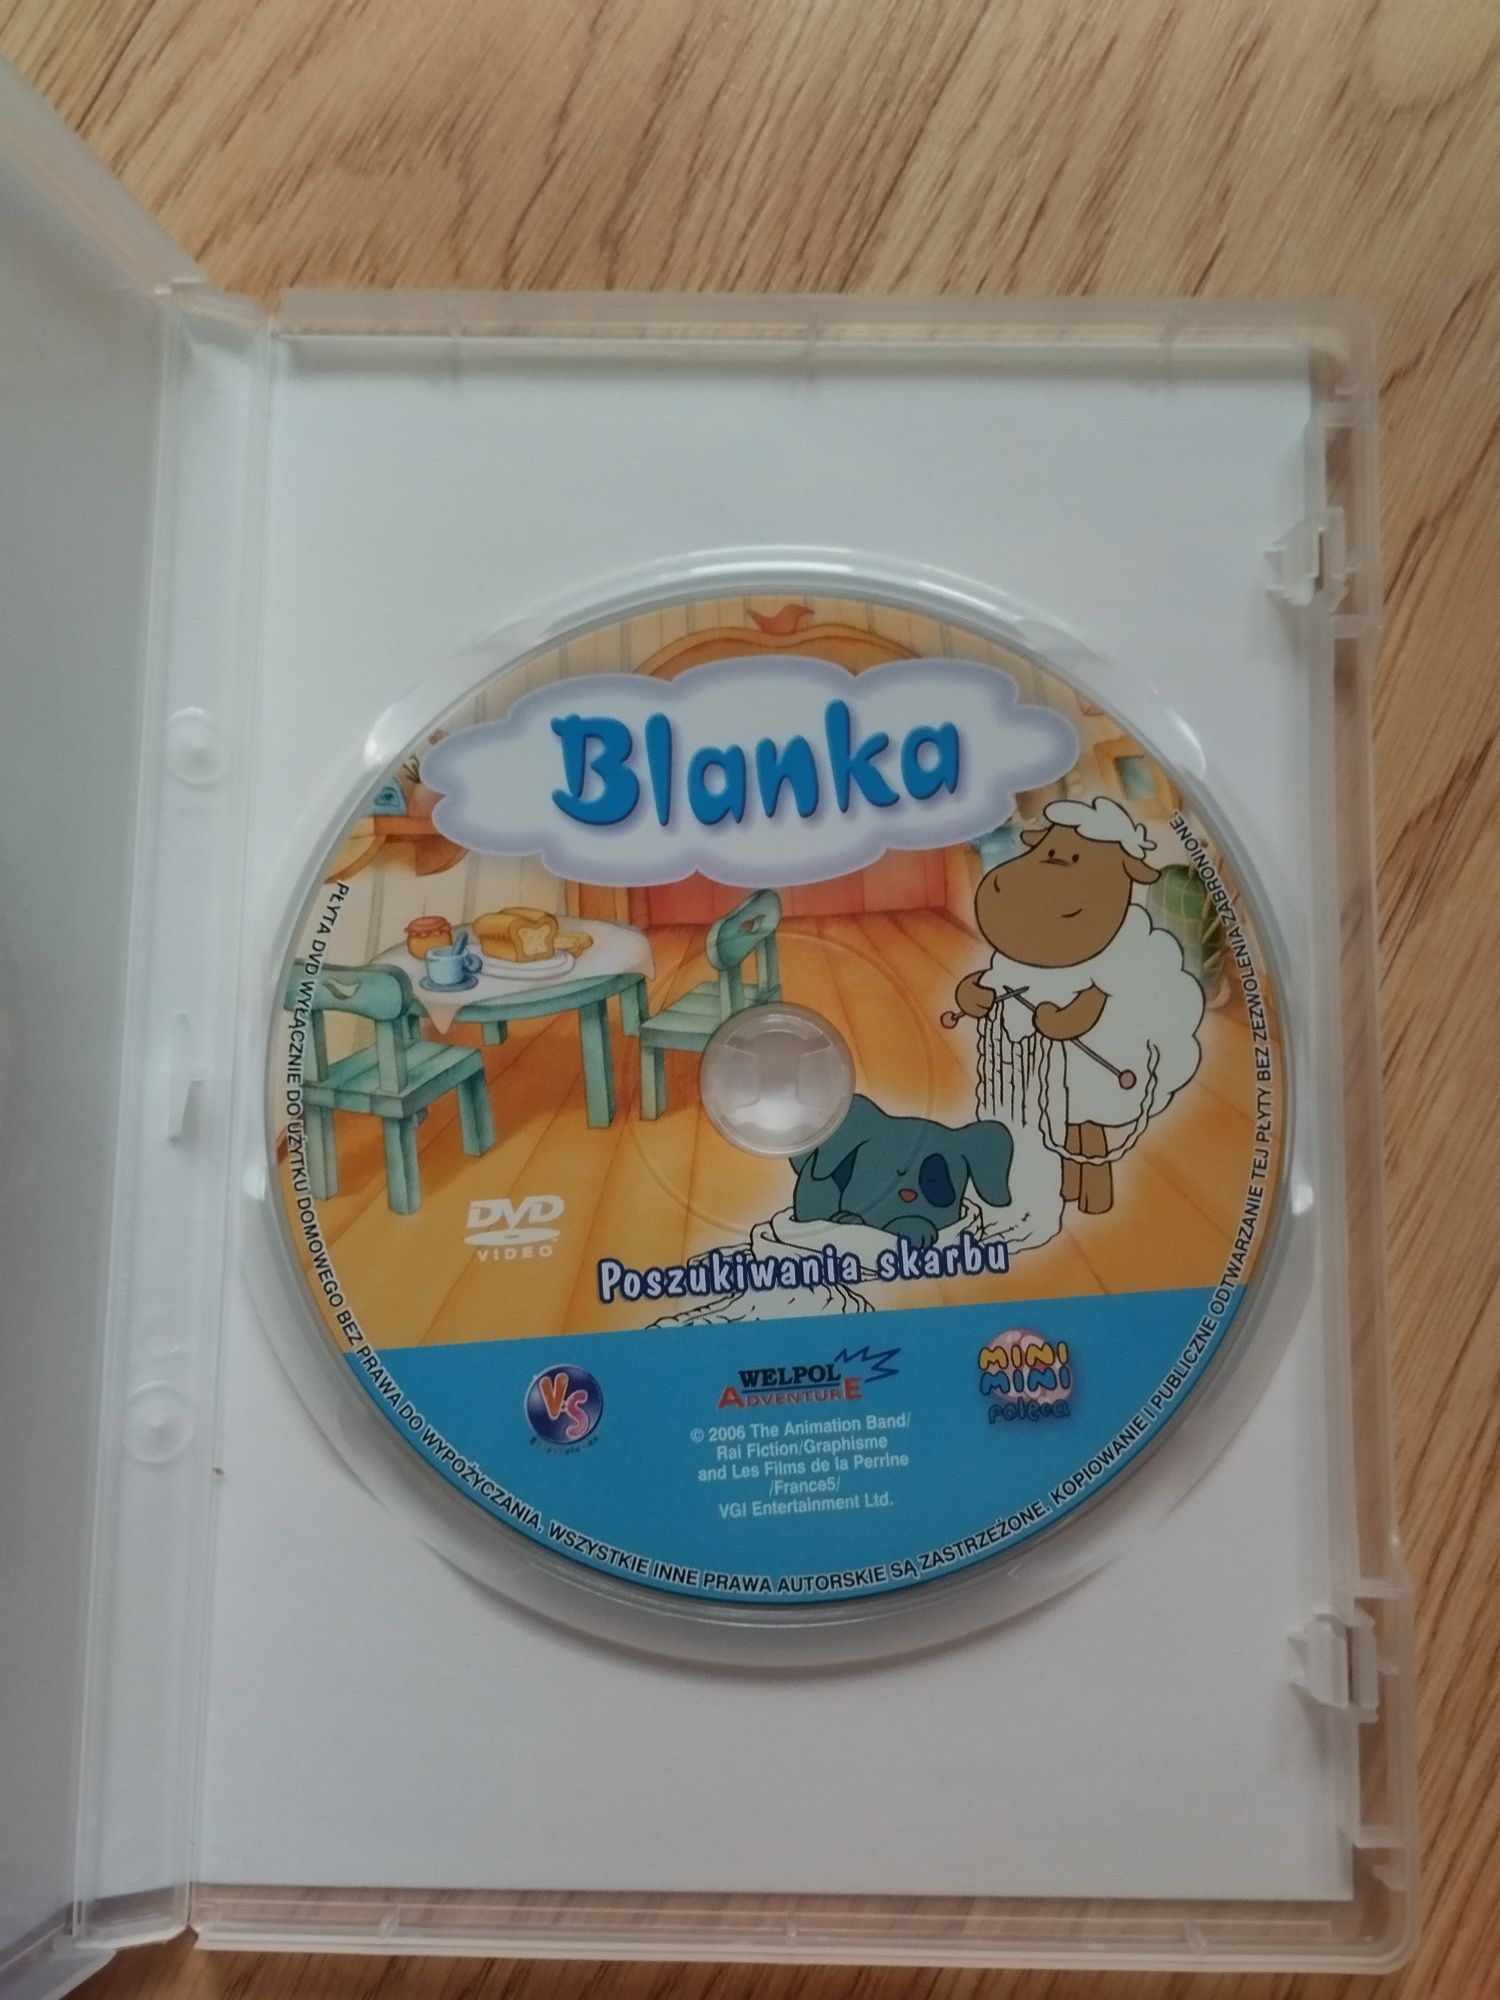 Blanka
DVD
VIDEO
Poszukiwania skarbu
VS
WELPOL
ADVENTURE
MINI
MINI
poleca
© 2006 The Animation Band/
Rai Fiction/Graphisme
and Les Films de la Perrine
/France5/
VGI Entertainment Ltd.
PŁYTA DVD WYŁĄCZNIE DO UŻYTKU DOMOWEGO BEZ PRAWA DO WYPOŻYCZANIA. WSZYSTKIE INNE PRAWA AUTORSKIE SĄ ZASTRZEŻONE. KOPIOWANIE I PUBLICZNE ODTWARZANIE TEJ PŁYTY BEZ ZEZWOLENIA ZABRONIONE.